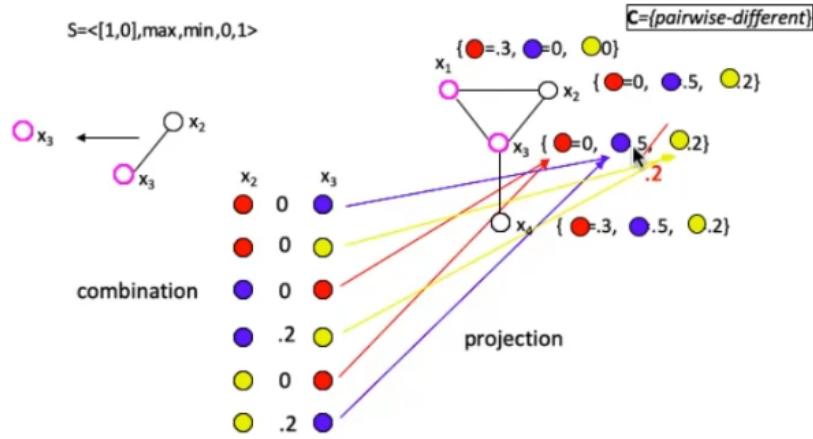 C={pairwise-different}
S=<[1,0],max,min,0,1>
{ =.3, =0, 0}
x1
x2
{ =0, .5, .2}
x3
x2
x3
{ =0, 5, .2}
x3
.2
x2 x3
0
x4
{ =.3, .5, .2}
0
combination
0
.2
projection
0
.2